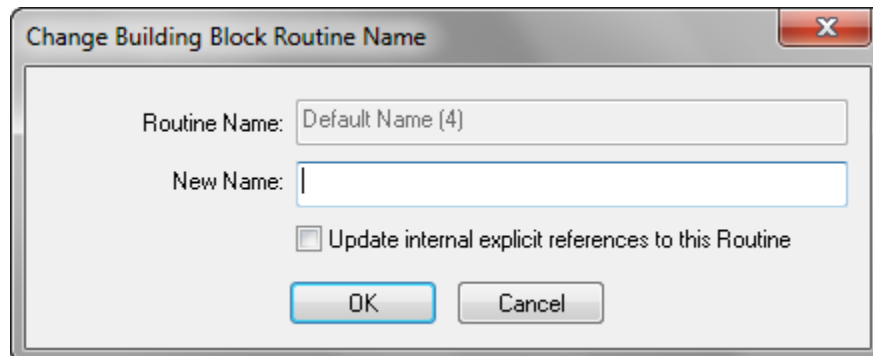 Change Building Block Routine Name
Routine Name: Default Name (4)
New Name:
Update internal explicit references to this Routine
OK Cancel